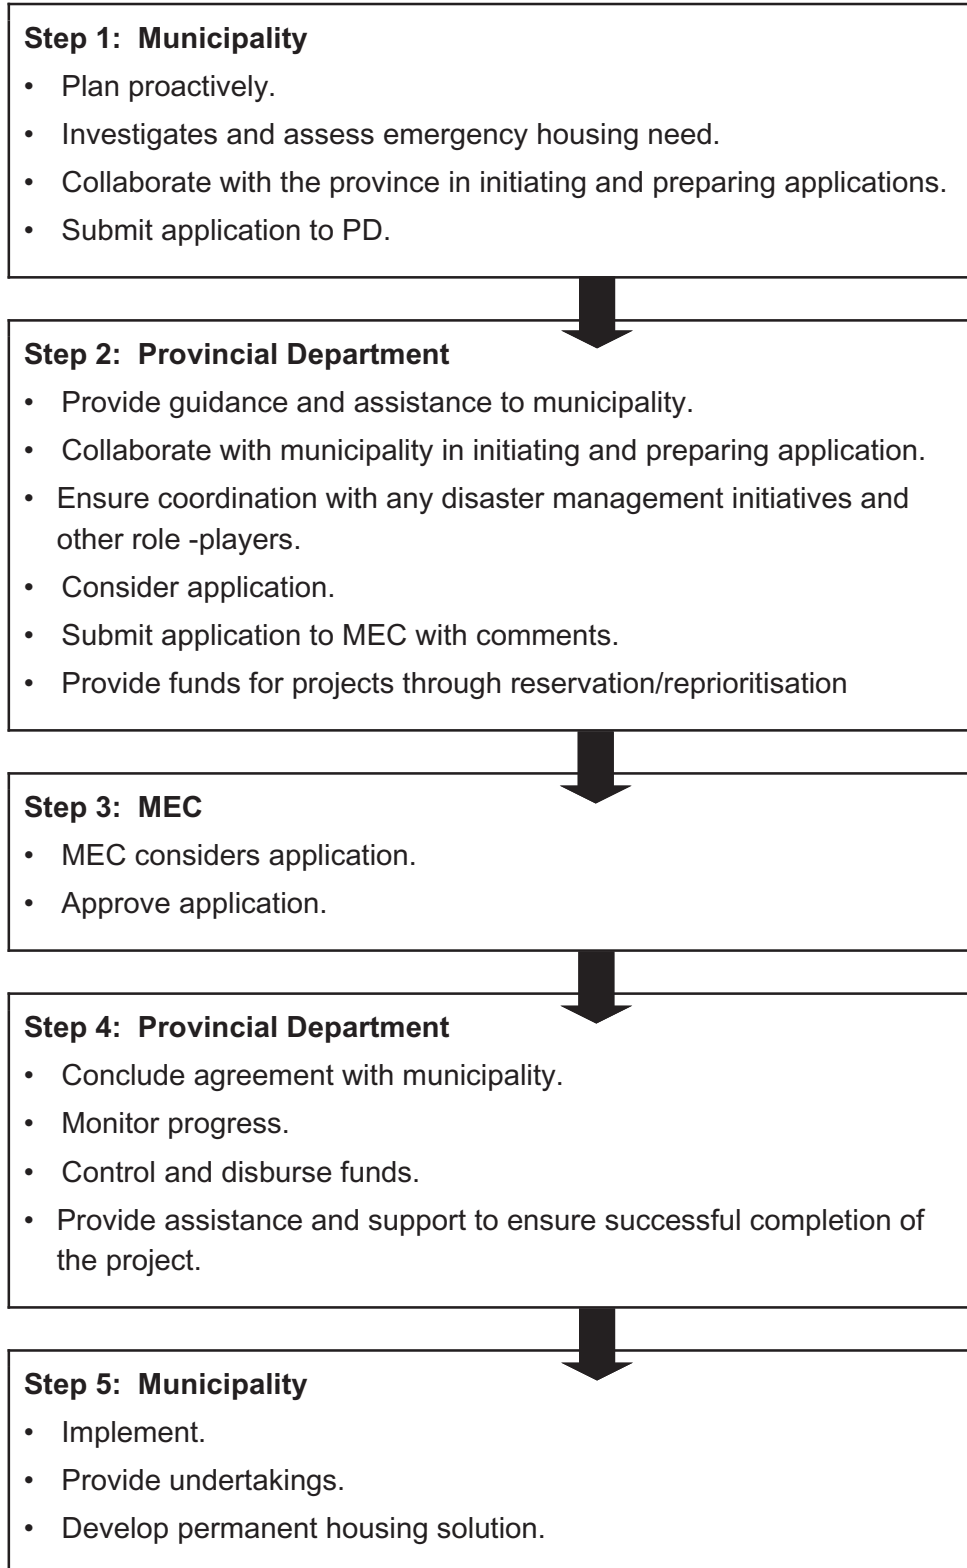 Step 1: Municipality
• Plan proactively.
• Investigates and assess emergency housing need.
• Collaborate with the province in initiating and preparing applications.
• Submit application to PD.
Step 2: Provincial Department
• Provide guidance and assistance to municipality.
• Collaborate with municipality in initiating and preparing application.
• Ensure coordination with any disaster management initiatives and
other role -players.
• Consider application.
• Submit application to MEC with comments.
• Provide funds for projects through reservation/reprioritisation
Step 3: MEC
• MEC considers application.
• Approve application.
Step 4: Provincial Department
• Conclude agreement with municipality.
• Monitor progress.
• Control and disburse funds.
• Provide assistance and support to ensure successful completion of
the project.
Step 5: Municipality
• Implement.
• Provide undertakings.
• Develop permanent housing solution.